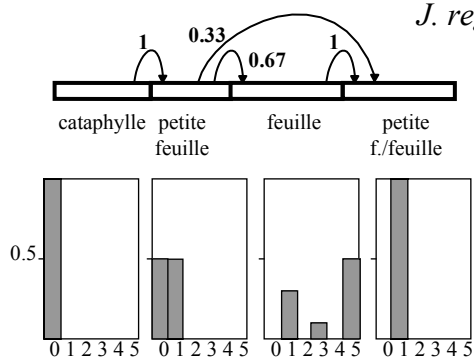 J. re
0.33
1
0.67
1
cataphylle petite feuille petite
feuille f./feuille
0.5
0 1 2 3 4 5 0 1 2 3 4 5 0 1 2 3 4 5 0 1 2 3 4 5